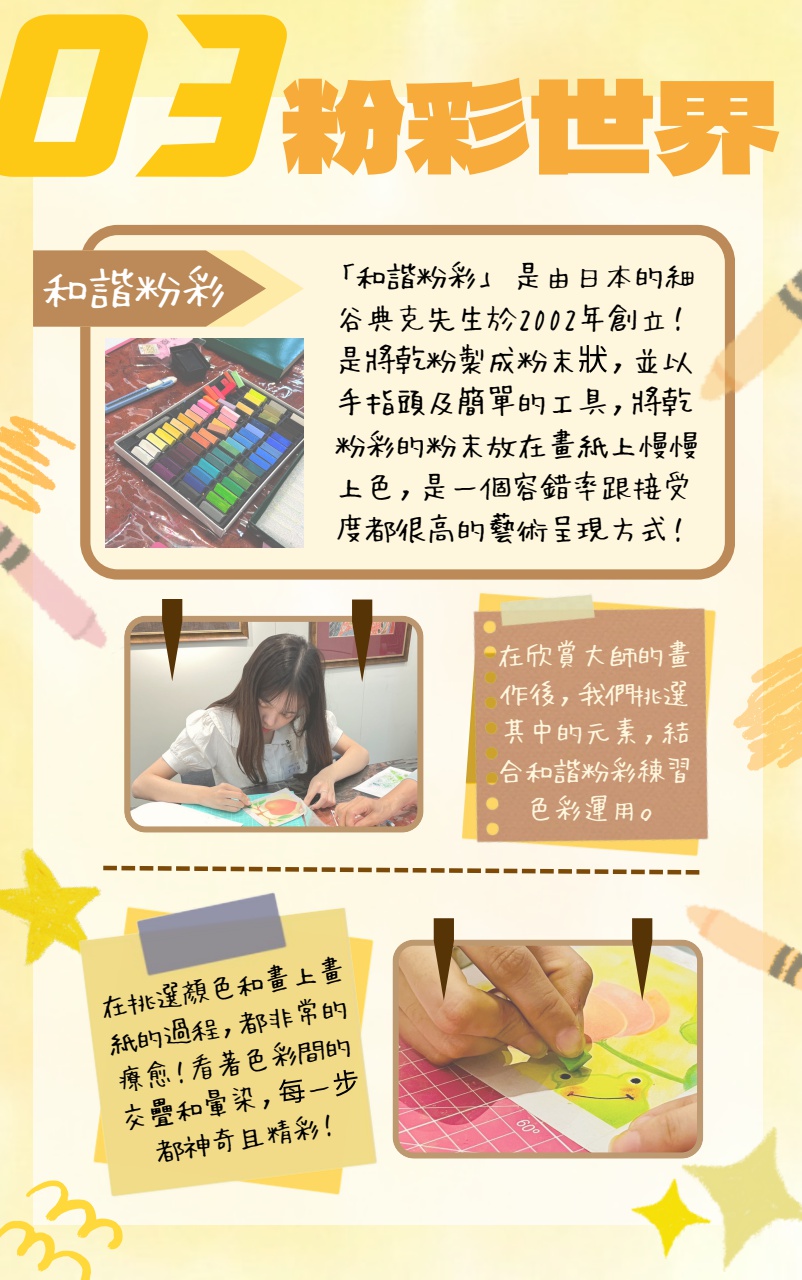 03 粉彩世界
和諧粉彩
「和諧粉彩」 是由日本的細
谷典克先生於2002年創立!
是將乾粉製成粉末狀,並以
手指頭及簡單的工具,將乾
粉彩的粉末放在畫紙上慢慢
上色,是一個容錯率跟接受
度都很高的藝術呈現方式!
在欣賞大師的畫
作後,我們挑選
其中的元素,結
合和諧粉彩練習
色彩運用。
在挑選顏色和畫上畫
紙的過程,都非常的
療愈!看著色彩間的
交疊和暈染,每一步
都神奇且精彩!
60°